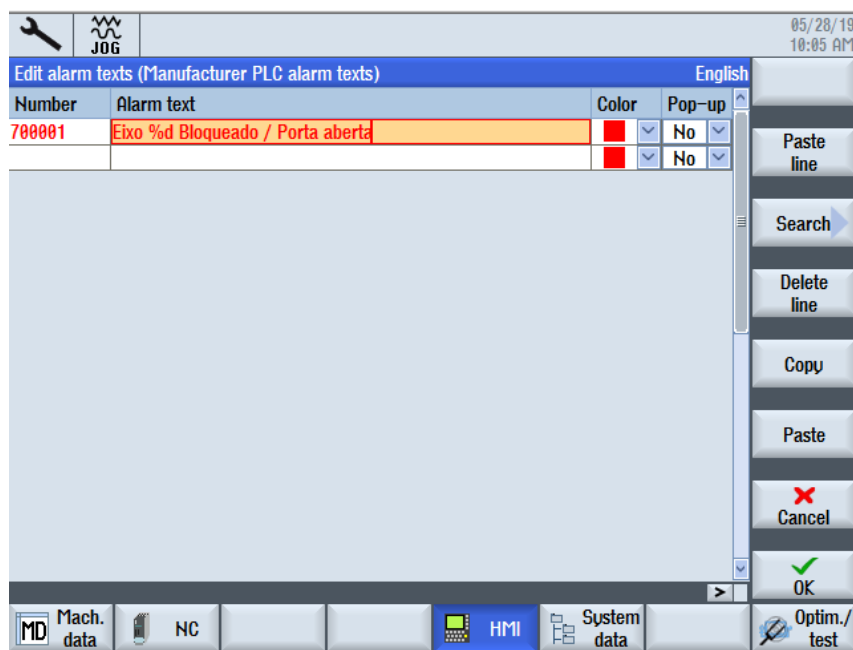 JOG
05/28/19
10:05 AM
Edit alarm texts (Manufacturer PLC alarm texts) English
Number Alarm text Color Pop-up
700001 Eixo %d Bloqueado / Porta aberta No
No
Paste
line
Search
Delete
line
Copy
Paste
Cancel
OK
>
MD Mach.
data
NC
HMI
System
data
Optim./
test